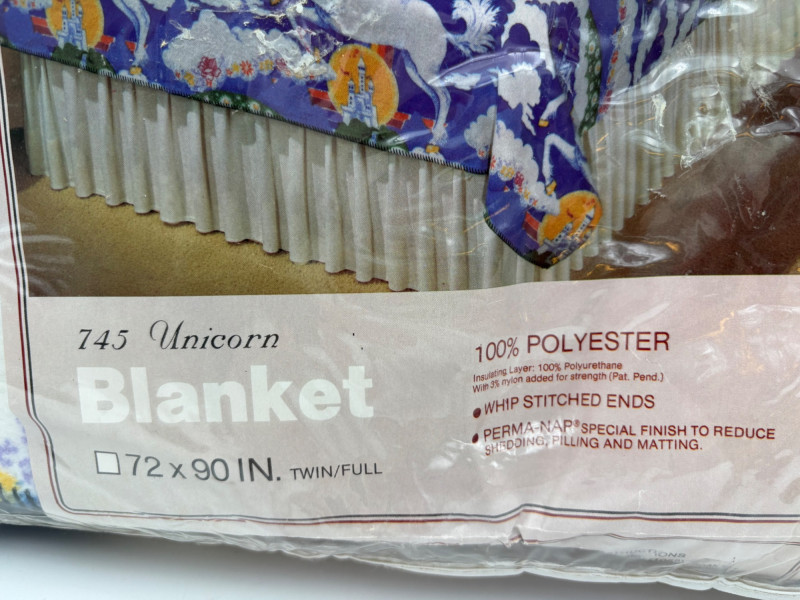 745 Unicorn
Blanket
72 x 90 IN. TWIN/FULL
100% POLYESTER
Insulating Layer: 100% Polyurethane
With 3% nylon added for strength (Pat. Pend.)
● WHIP STITCHED ENDS
● PERMA-NAP® SPECIAL FINISH TO REDUCE
SHEDDING, PILLING AND MATTING.